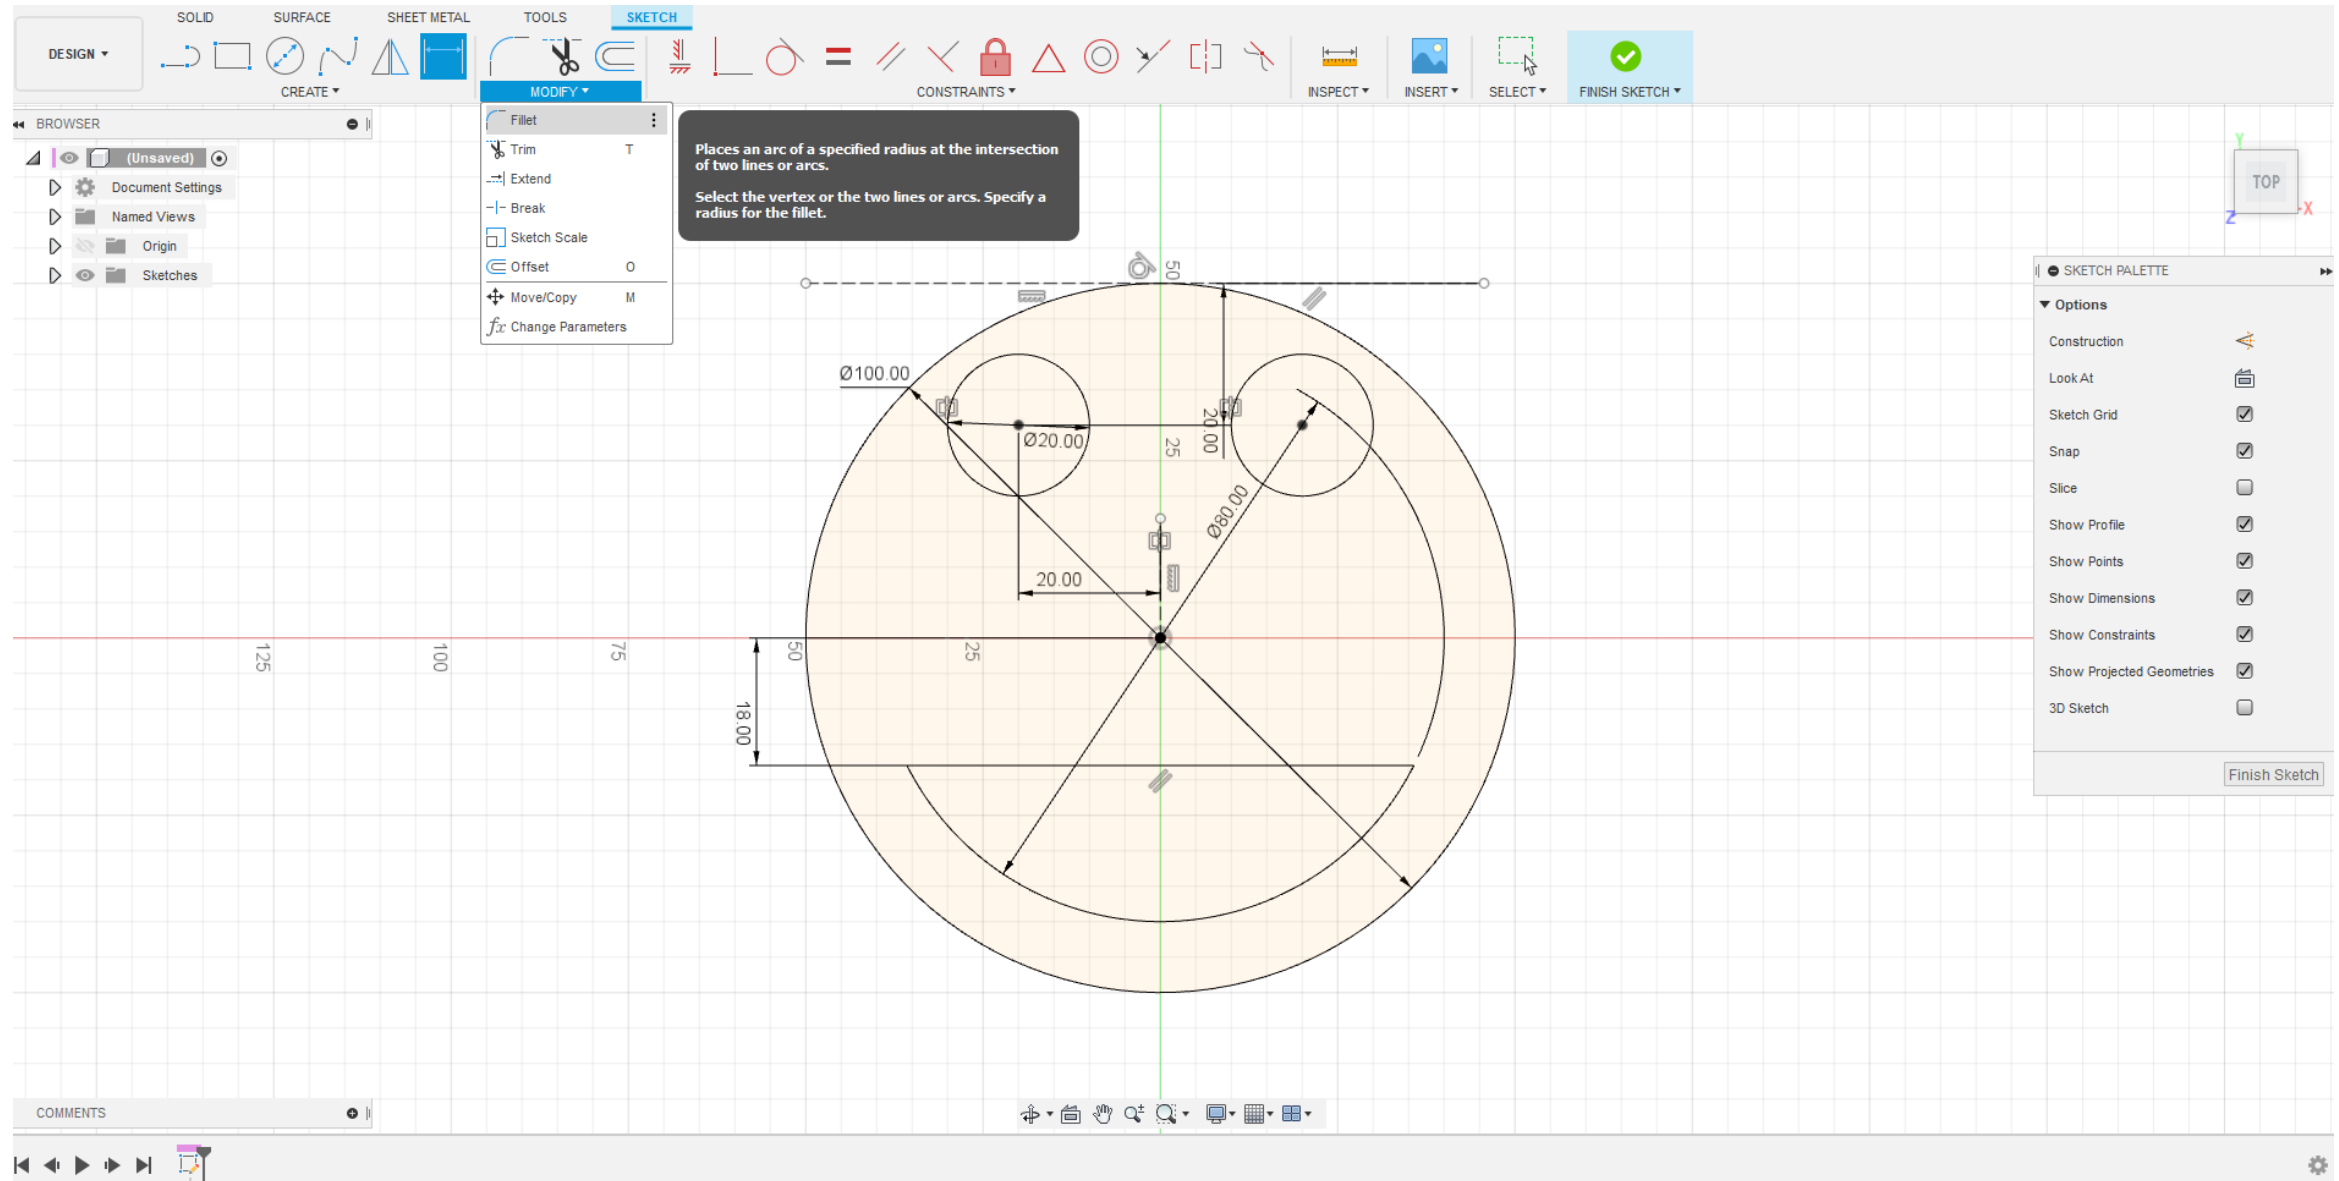 SOLID SURFACE SHEET METAL TOOLS SKETCH
DESIGN
CREATE MODIFY CONSTRAINTS INSPECT INSERT SELECT FINISH SKETCH
BROWSER
(Unsaved)
Document Settings
Named Views
Origin
Sketches
Fillet
Trim T
Extend
Break
Sketch Scale
Offset O
Move/Copy M
fx Change Parameters
Places an arc of a specified radius at the intersection
of two lines or arcs.
Select the vertex or the two lines or arcs. Specify a
radius for the fillet.
Y
TOP
X
Z
50
Ø100.00
Ø20.00
20.00
25
Ø80.00
20.00
125
100
75
50
25
18.00
SKETCH PALETTE
Options
Construction
Look At
Sketch Grid
Snap
Slice
Show Profile
Show Points
Show Dimensions
Show Constraints
Show Projected Geometries
3D Sketch
Finish Sketch
COMMENTS